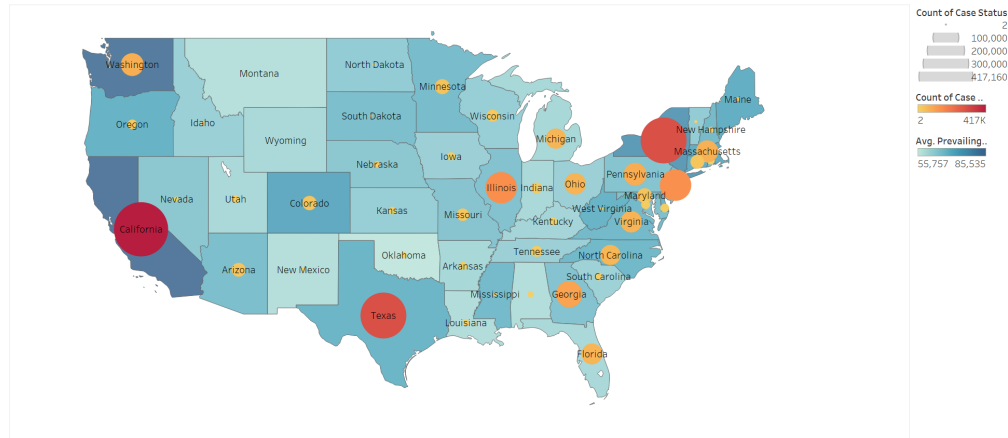 Washington
Montana
North Dakota
Minnesota
Maine
Oregon
Idaho
South Dakota
Wisconsin
Wyoming
Michigan
New Hampshire
Massachusetts
Nebraska
Iowa
Illinois
Indiana
Ohio
Pennsylvania
Maryland
Nevada
Utah
Colorado
Kansas
Missouri
West Virginia
Kentucky
Virginia
California
Arizona
New Mexico
Oklahoma
Arkansas
Tennessee
North Carolina
South Carolina
Mississippi
Georgia
Texas
Louisiana
Florida
Count of Case Status
2
100,000
200,000
300,000
417,160
Count of Case ..
2 417K
Avg. Prevailing..
55,757 85,535